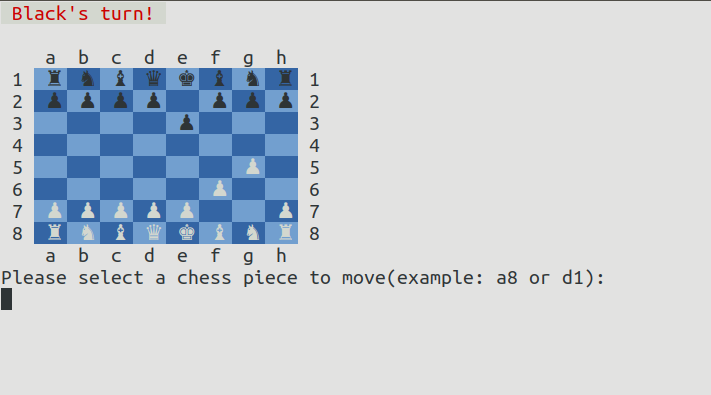 Black's turn!
a b c d e f g h
1 ♜ ♞ ♝ ♛ ♚ ♝ ♞ ♜ 1
2 ♟ ♟ ♟ ♟ ♟ ♟ ♟ 2
3 ♟ 3
4 4
5 ♟ 5
6 ♟ 6
7 ♟ ♟ ♟ ♟ ♟ ♟ 7
8 ♜ ♞ ♝ ♛ ♚ ♝ ♞ ♜ 8
a b c d e f g h
Please select a chess piece to move(example: a8 or d1):